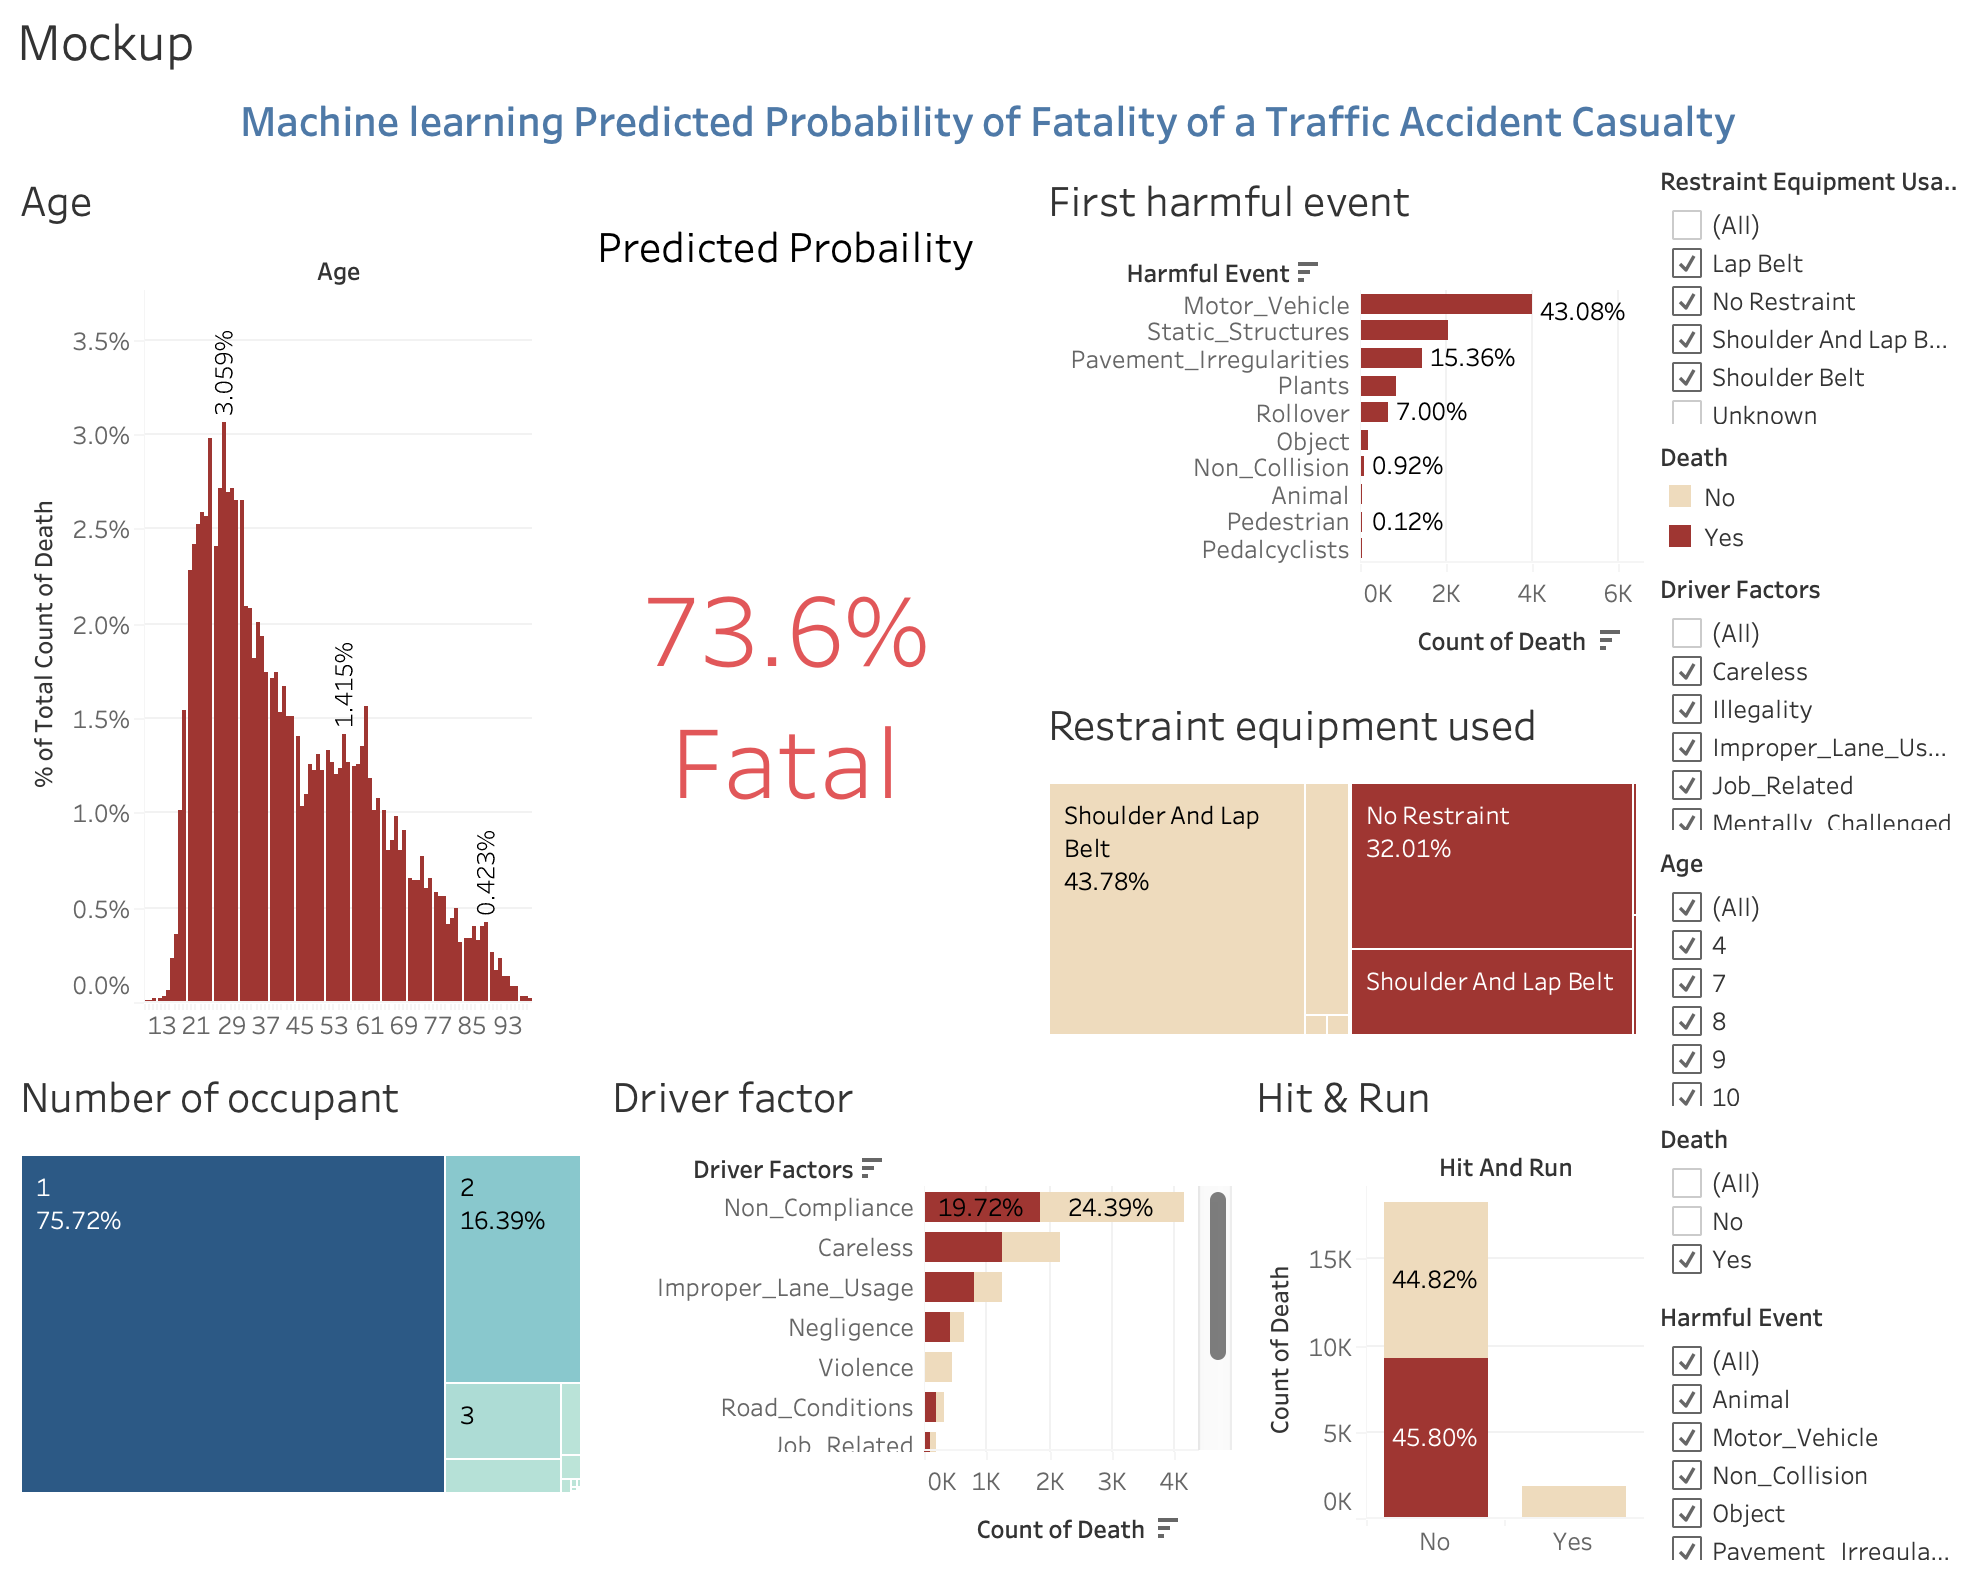 Mockup
Machine learning Predicted Probability of Fatality of a Traffic Accident Casualty
Age
Age
% of Total Count of Death
3.5%
3.0%
2.5%
2.0%
1.5%
1.0%
0.5%
0.0%
3.059%
1.415%
0.423%
13 21 29 37 45 53 61 69 77 85 93
Predicted Probaility
73.6%
Fatal
First harmful event
Harmful Event
Motor_Vehicle 43.08%
Static_Structures
Pavement_Irregularities 15.36%
Plants
Rollover 7.00%
Object
Non_Collision 0.92%
Animal
Pedestrian 0.12%
Pedalcyclists
0K 2K 4K 6K
Count of Death
Restraint equipment used
Shoulder And Lap
Belt
43.78%
No Restraint
32.01%
Shoulder And Lap Belt
Number of occupant
1
75.72%
2
16.39%
3
Driver factor
Driver Factors
Non_Compliance 19.72% 24.39%
Careless
Improper_Lane_Usage
Negligence
Violence
Road_Conditions
Job_Related
0K 1K 2K 3K 4K
Count of Death
Hit & Run
Hit And Run
Count of Death
15K
10K
5K
0K
44.82%
45.80%
No Yes
Restraint Equipment Usa..
(All)
Lap Belt
No Restraint
Shoulder And Lap B...
Shoulder Belt
Unknown
Death
No
Yes
Driver Factors
(All)
Careless
Illegality
Improper_Lane_Us...
Job_Related
Mentally_Challenged
Age
(All)
4
7
8
9
10
Death
(All)
No
Yes
Harmful Event
(All)
Animal
Motor_Vehicle
Non_Collision
Object
Pavement_Irregula...